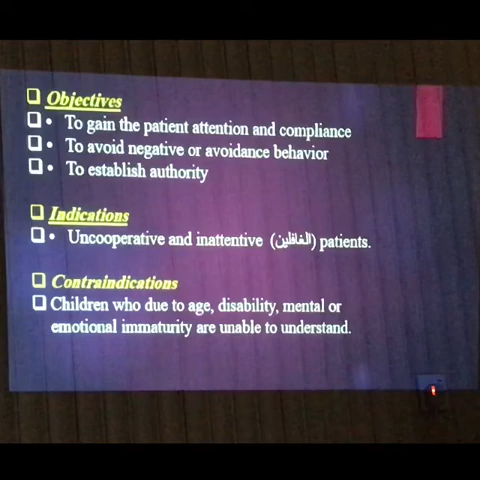 Objectives
• To gain the patient attention and compliance
• To avoid negative or avoidance behavior
• To establish authority
Indications
• Uncooperative and inattentive (الغافلين) patients.
Contraindications
Children who due to age, disability, mental or
emotional immaturity are unable to understand.